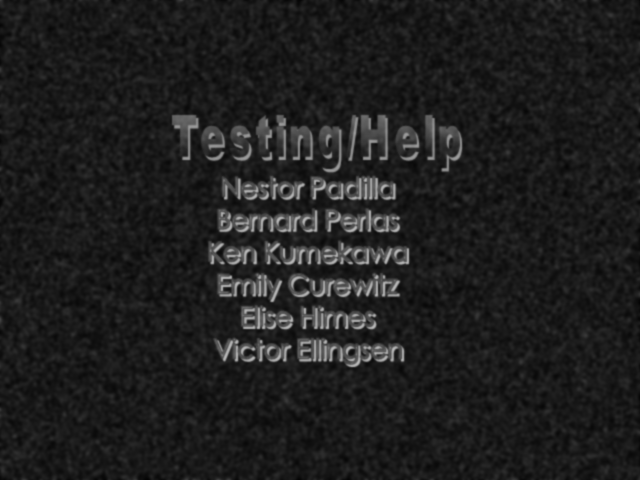 Testing/Help
Nestor Padilla
Bernard Perlas
Ken Kumekawa
Emily Curewitz
Elise Himes
Victor Ellingsen